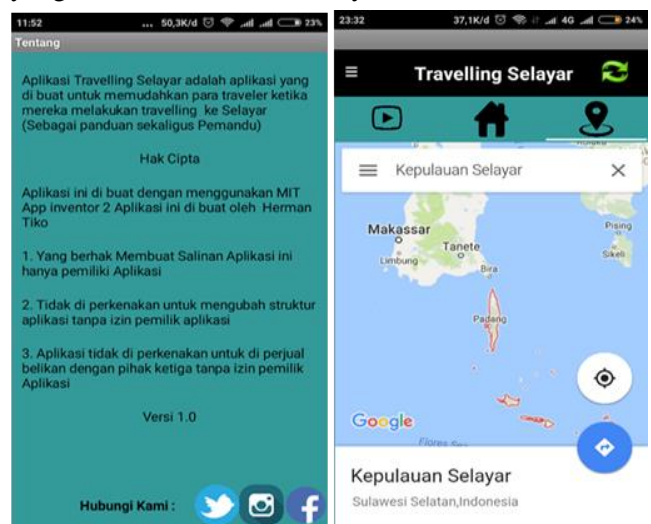 11:52
... 50,3K/d 23%
Tentang
Aplikasi Travelling Selayar adalah aplikasi yang
di buat untuk memudahkan para traveler ketika
mereka melakukan travelling ke Selayar
(Sebagai panduan sekaligus Pemandu)
Hak Cipta
Aplikasi ini di buat dengan menggunakan MIT
App inventor 2 Aplikasi ini di buat oleh Herman
Tiko
1. Yang berhak Membuat Salinan Aplikasi ini
hanya pemiliki Aplikasi
2. Tidak di perkenakan untuk mengubah struktur
aplikasi tanpa izin pemilik aplikasi
3. Aplikasi tidak di perkenakan untuk di perjual
belikan dengan pihak ketiga tanpa izin pemilik
Aplikasi
Versi 1.0
Hubungi Kami :
23:32
37,1K/d 4G 24%
Travelling Selayar
Kepulauan Selayar
Makassar
Tanete
Limbung
Bira
Pising
Sikeli
Padang
Google
Flores Sea
Kepulauan Selayar
Sulawesi Selatan,Indonesia